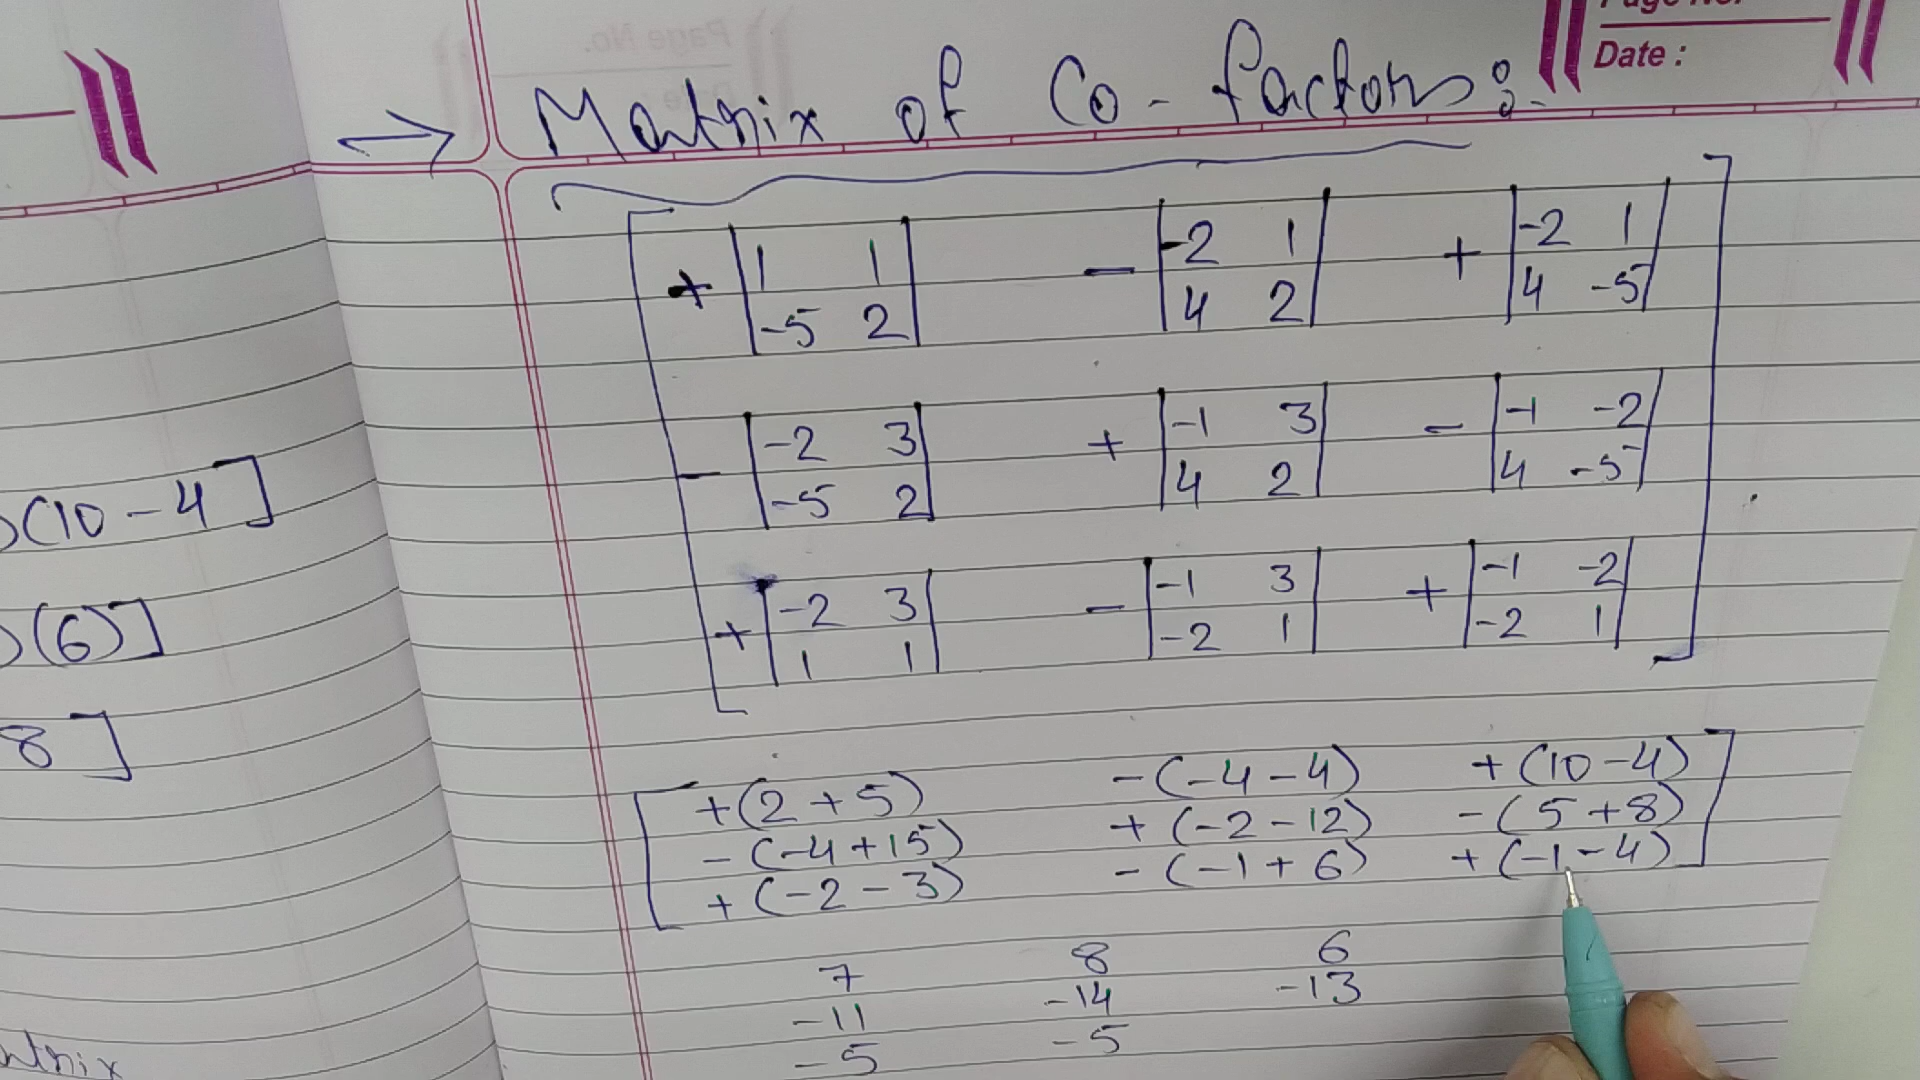 Page No.
Date :
→ Matrix of Co-factors:
+ |1 1| - |-2 1| + |-2 1|
|-5 2| |4 2| |4 -5|
- |-2 3| + |-1 3| - |-1 -2|
|-5 2| |4 2| |4 -5|
+ |-2 3| - |-1 3| + |-1 -2|
|1 1| |-2 1| |-2 1|
+(2+5) -(-4-4) +(10-4)
-(-4+15) +(-2-12) -(5+8)
+(-2-3) -(-1+6) +(-1-4)
7 8 6
-11 -14 -13
-5 -5
)(10-4]
)(6)]
8]